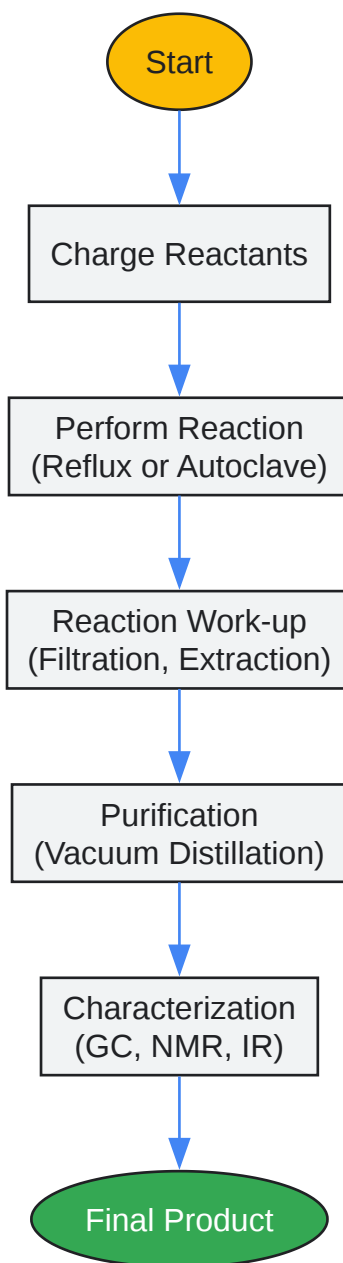 Start
Charge Reactants
Perform Reaction
(Reflux or Autoclave)
Reaction Work-up
(Filtration, Extraction)
Purification
(Vacuum Distillation)
Characterization
(GC, NMR, IR)
Final Product